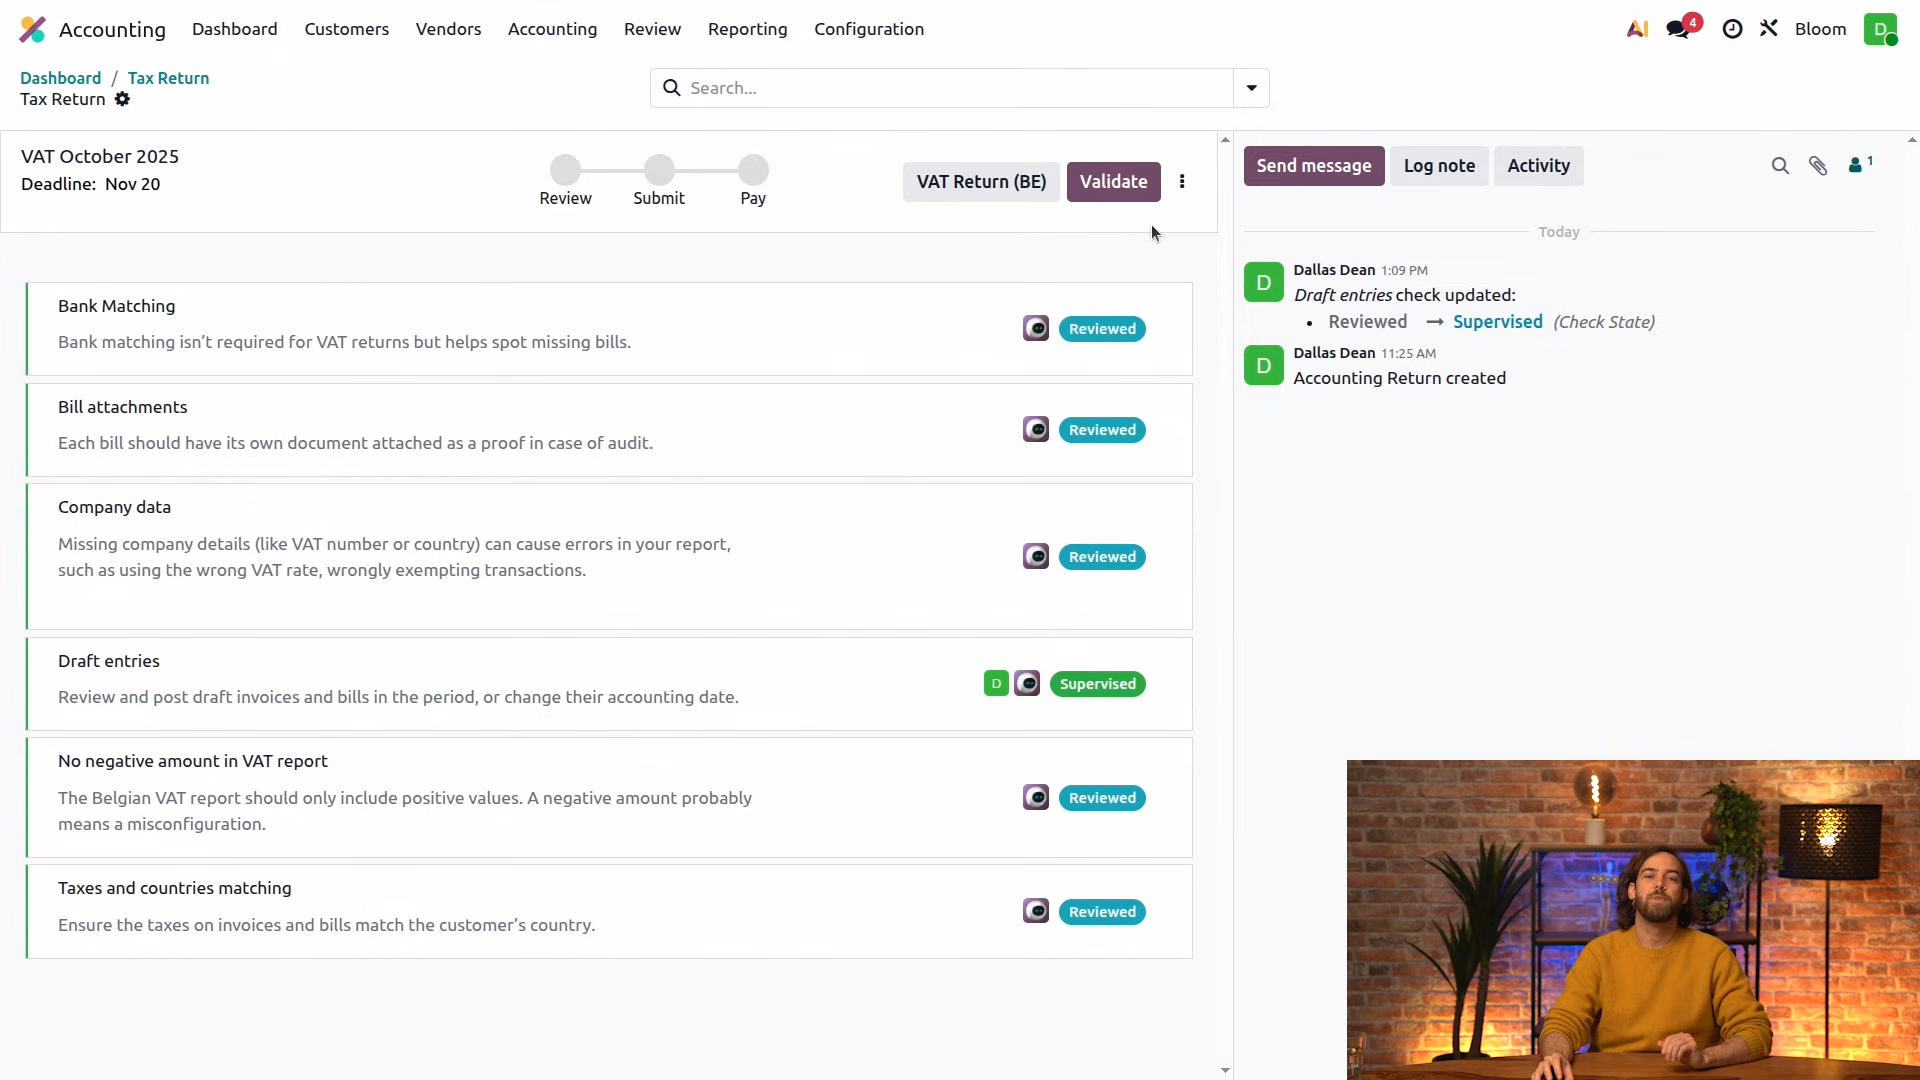 Accounting
Dashboard
Customers
Vendors
Accounting
Review
Reporting
Configuration
4
Bloom
D
Dashboard / Tax Return
Tax Return
Search...
VAT October 2025
Deadline: Nov 20
Review
Submit
Pay
VAT Return (BE)
Validate
Send message
Log note
Activity
1
Today
Bank Matching
Bank matching isn't required for VAT returns but helps spot missing bills.
Reviewed
Bill attachments
Each bill should have its own document attached as a proof in case of audit.
Reviewed
Company data
Missing company details (like VAT number or country) can cause errors in your report,
such as using the wrong VAT rate, wrongly exempting transactions.
Reviewed
Draft entries
Review and post draft invoices and bills in the period, or change their accounting date.
D
Supervised
No negative amount in VAT report
The Belgian VAT report should only include positive values. A negative amount probably
means a misconfiguration.
Reviewed
Taxes and countries matching
Ensure the taxes on invoices and bills match the customer's country.
Reviewed
D
Dallas Dean 1:09 PM
Draft entries check updated:
• Reviewed → Supervised (Check State)
D
Dallas Dean 11:25 AM
Accounting Return created
AI